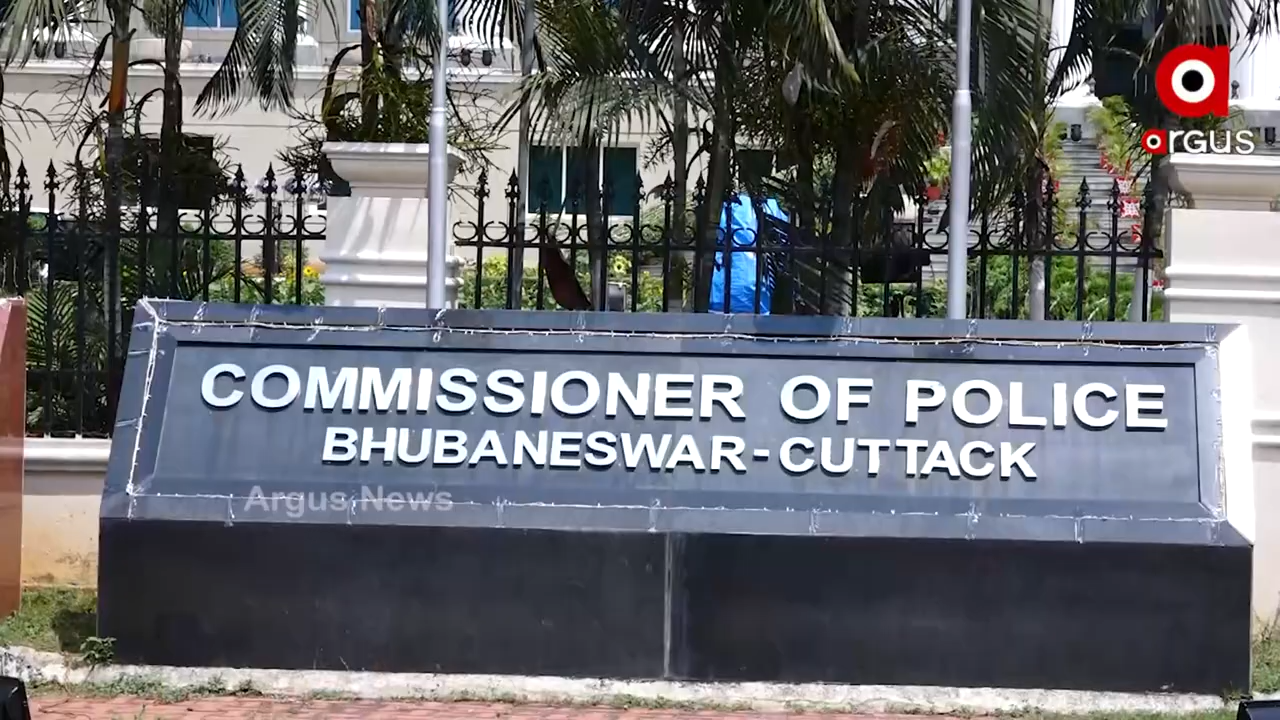 argus
COMMISSIONER OF POLICE
BHUBANESWAR-CUTTACK
Argus News